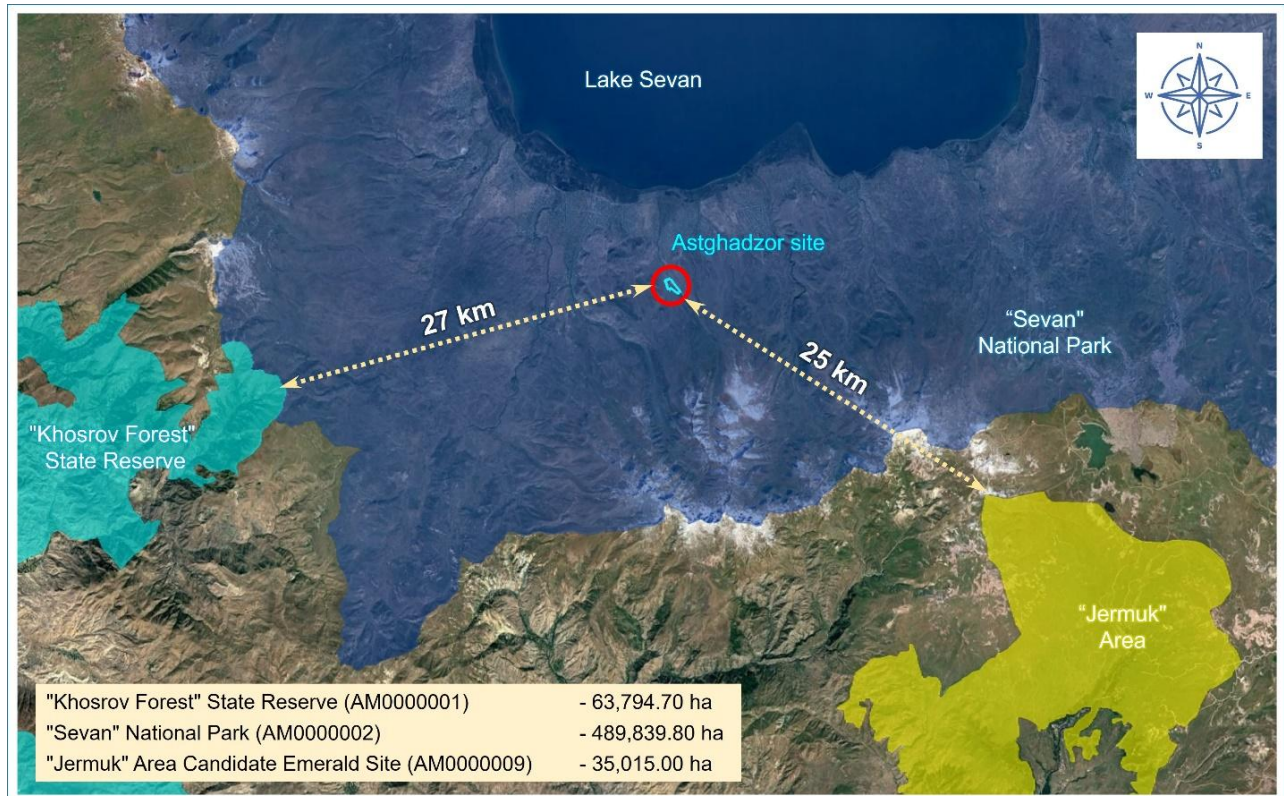 Lake Sevan
N
W E
S
Astghadzor site
27 km
25 km
“Sevan"
National Park
"Khosrov Forest"
State Reserve
“Jermuk"
Area
"Khosrov Forest" State Reserve (AM0000001) - 63,794.70 ha
"Sevan" National Park (AM0000002) - 489,839.80 ha
"Jermuk" Area Candidate Emerald Site (AM0000009) - 35,015.00 ha